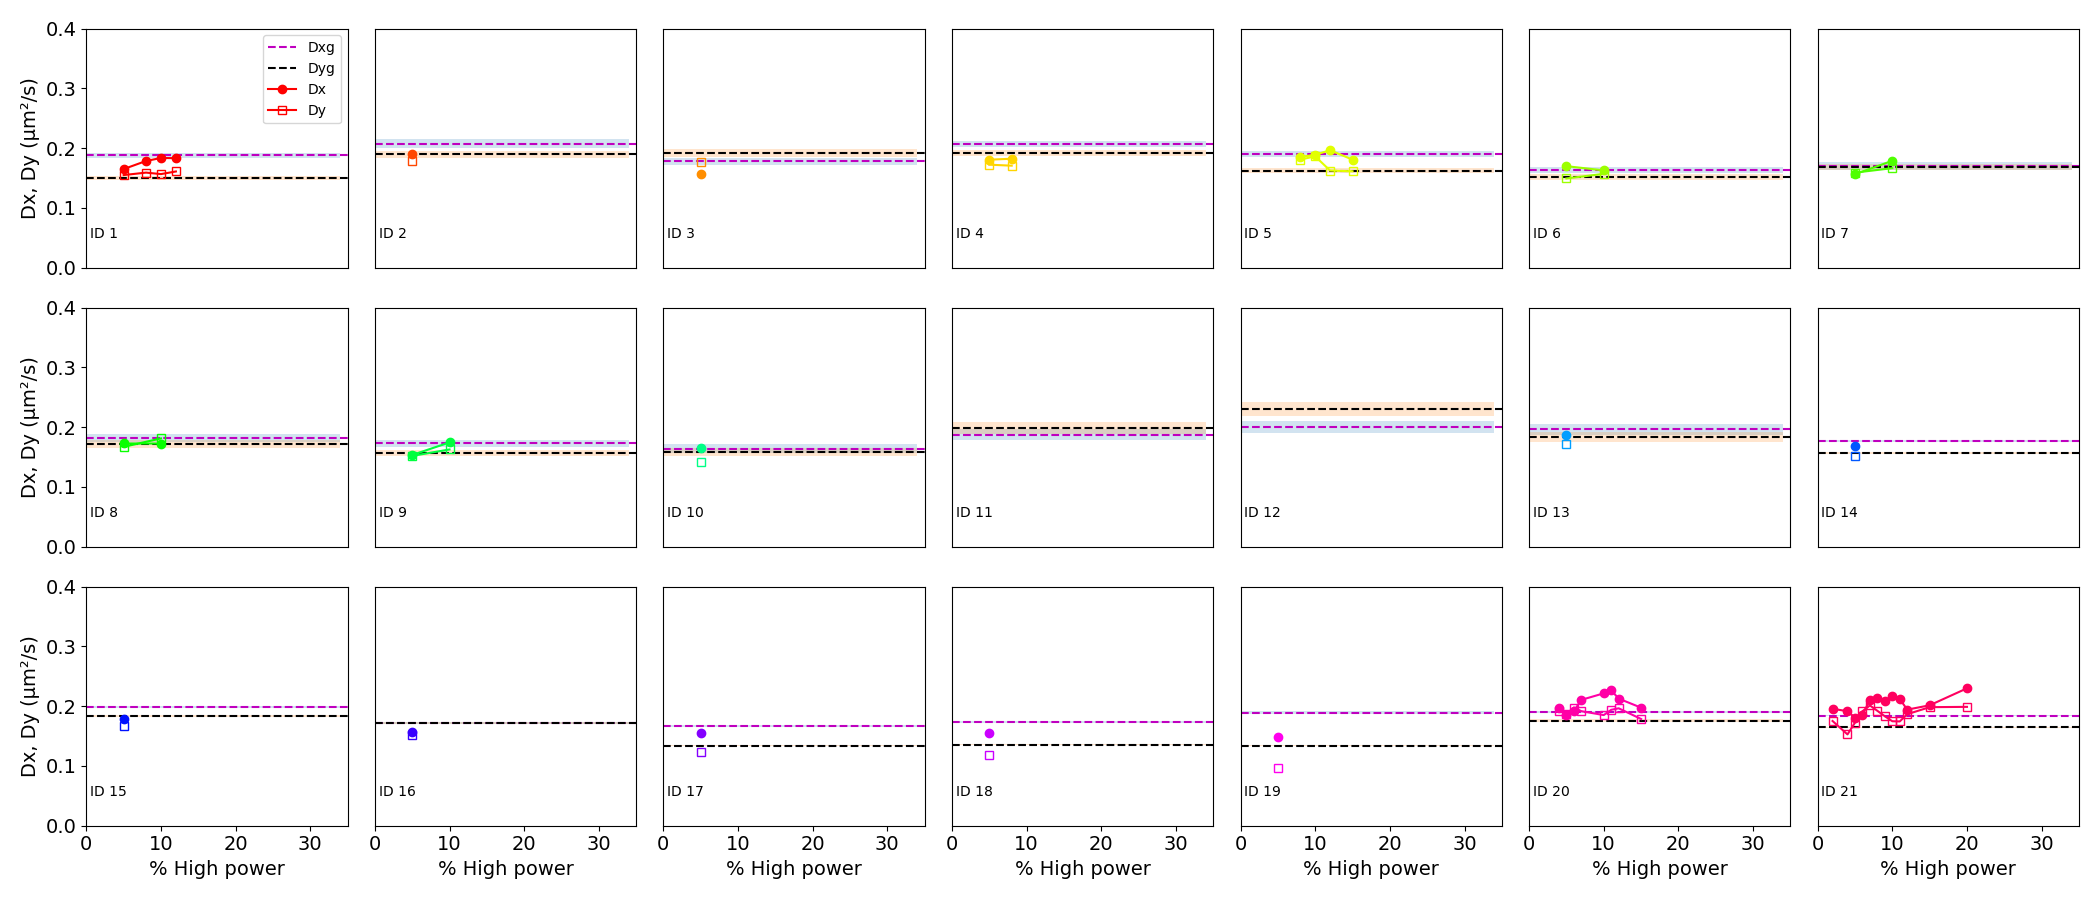 0.4
0.3
0.2
0.1
0.0
Dx, Dy (μm²/s)
Dxg
Dyg
Dx
Dy
ID 1
ID 2
ID 3
ID 4
ID 5
ID 6
ID 7
0.4
0.3
0.2
0.1
0.0
Dx, Dy (μm²/s)
ID 8
ID 9
ID 10
ID 11
ID 12
ID 13
ID 14
0.4
0.3
0.2
0.1
0.0
Dx, Dy (μm²/s)
ID 15
ID 16
ID 17
ID 18
ID 19
ID 20
ID 21
0 10 20 30
0 10 20 30
0 10 20 30
0 10 20 30
0 10 20 30
0 10 20 30
0 10 20 30
% High power
% High power
% High power
% High power
% High power
% High power
% High power